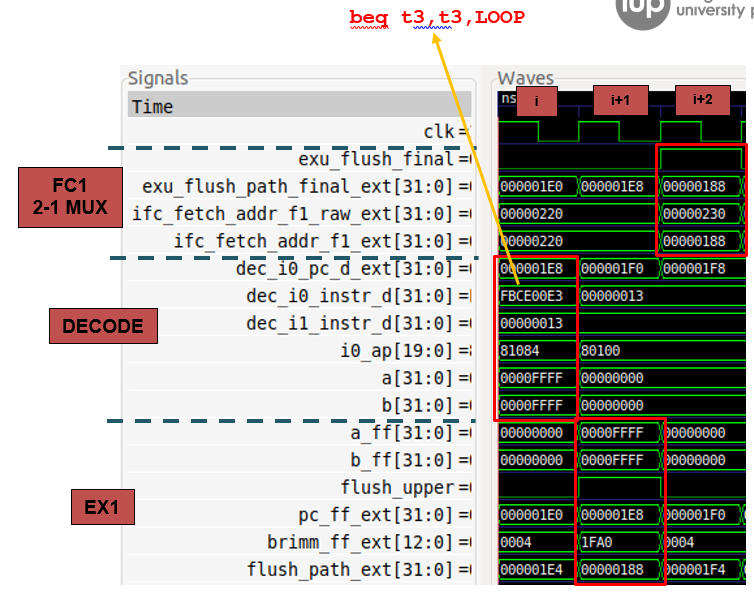 beq t3,t3,LOOP
iup
university
Signals
Waves
Time
ns
i
i+1
i+2
clk=
exu_flush_final=
FC1
2-1 MUX
exu_flush_path_final_ext[31:0]= 000001E0 000001E8 00000188
ifc_fetch_addr_f1_raw_ext[31:0]= 00000220 00000230
ifc_fetch_addr_f1_ext[31:0]= 00000220 00000188
dec_i0_pc_d_ext[31:0]= 000001E8 000001F0 000001F8
dec_i0_instr_d[31:0]= FBCE00E3 00000013
DECODE
dec_i1_instr_d[31:0]= 00000013
i0_ap[19:0]= 81084 80100
a[31:0]= 0000FFFF 00000000
b[31:0]= 0000FFFF 00000000
a_ff[31:0]= 00000000 0000FFFF 00000000
b_ff[31:0]= 00000000 0000FFFF 00000000
flush_upper=
EX1
pc_ff_ext[31:0]= 000001E0 000001E8 000001F0
brimm_ff_ext[12:0]= 0004 1FA0 0004
flush_path_ext[31:0]= 000001E4 00000188 000001F4